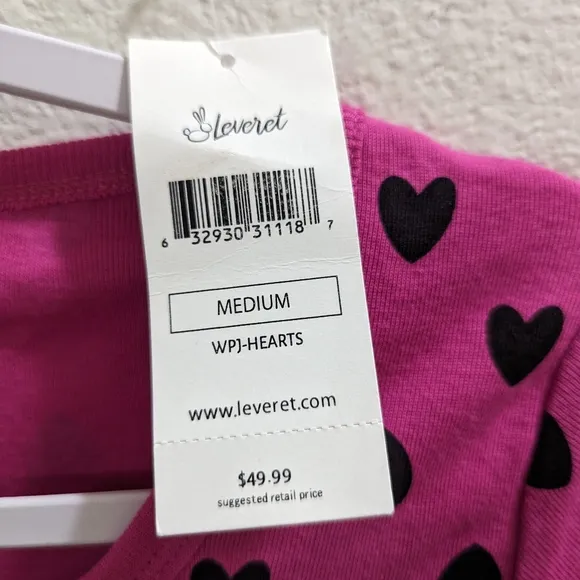 Leveret
6 32930 31118 7
MEDIUM
WPJ-HEARTS
www.leveret.com
$49.99
suggested retail price